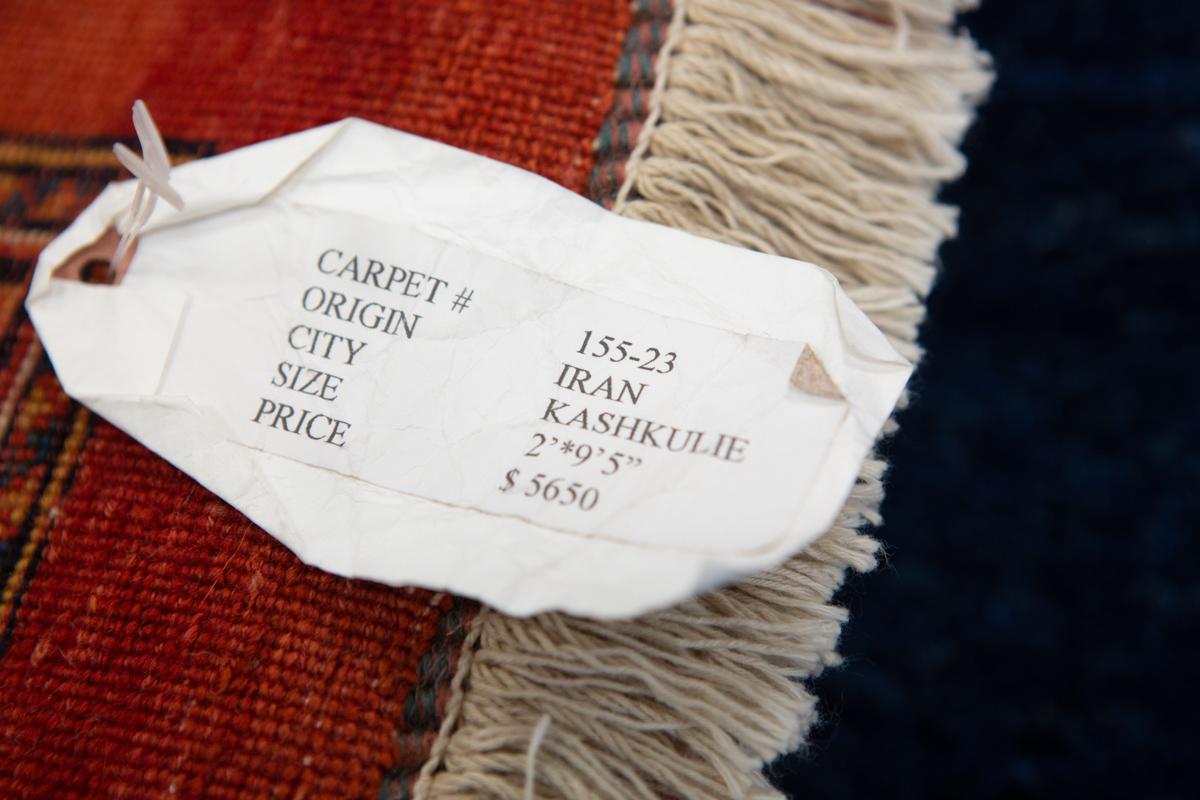 CARPET # 155-23
ORIGIN IRAN
CITY KASHKULIE
SIZE 2’*9’5”
PRICE $ 5650